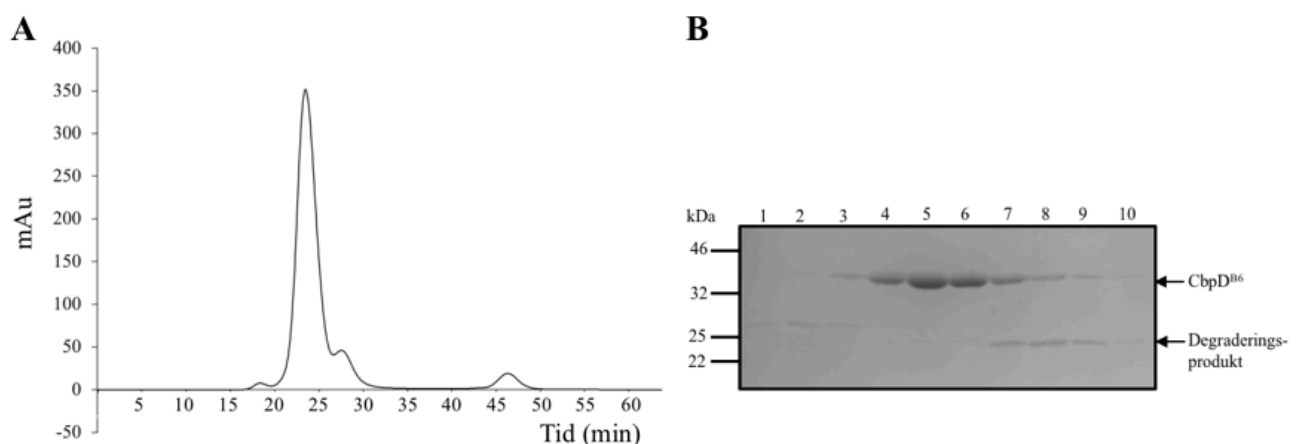 A
400
350
300
250
200
150
100
50
0
-50
mAu
5 10 15 20 25 30 35 40 45 50 55 60
Tid (min)
B
kDa 1 2 3 4 5 6 7 8 9 10
46
32
25
22
CbpDᴮ⁶
Degraderings-
produkt